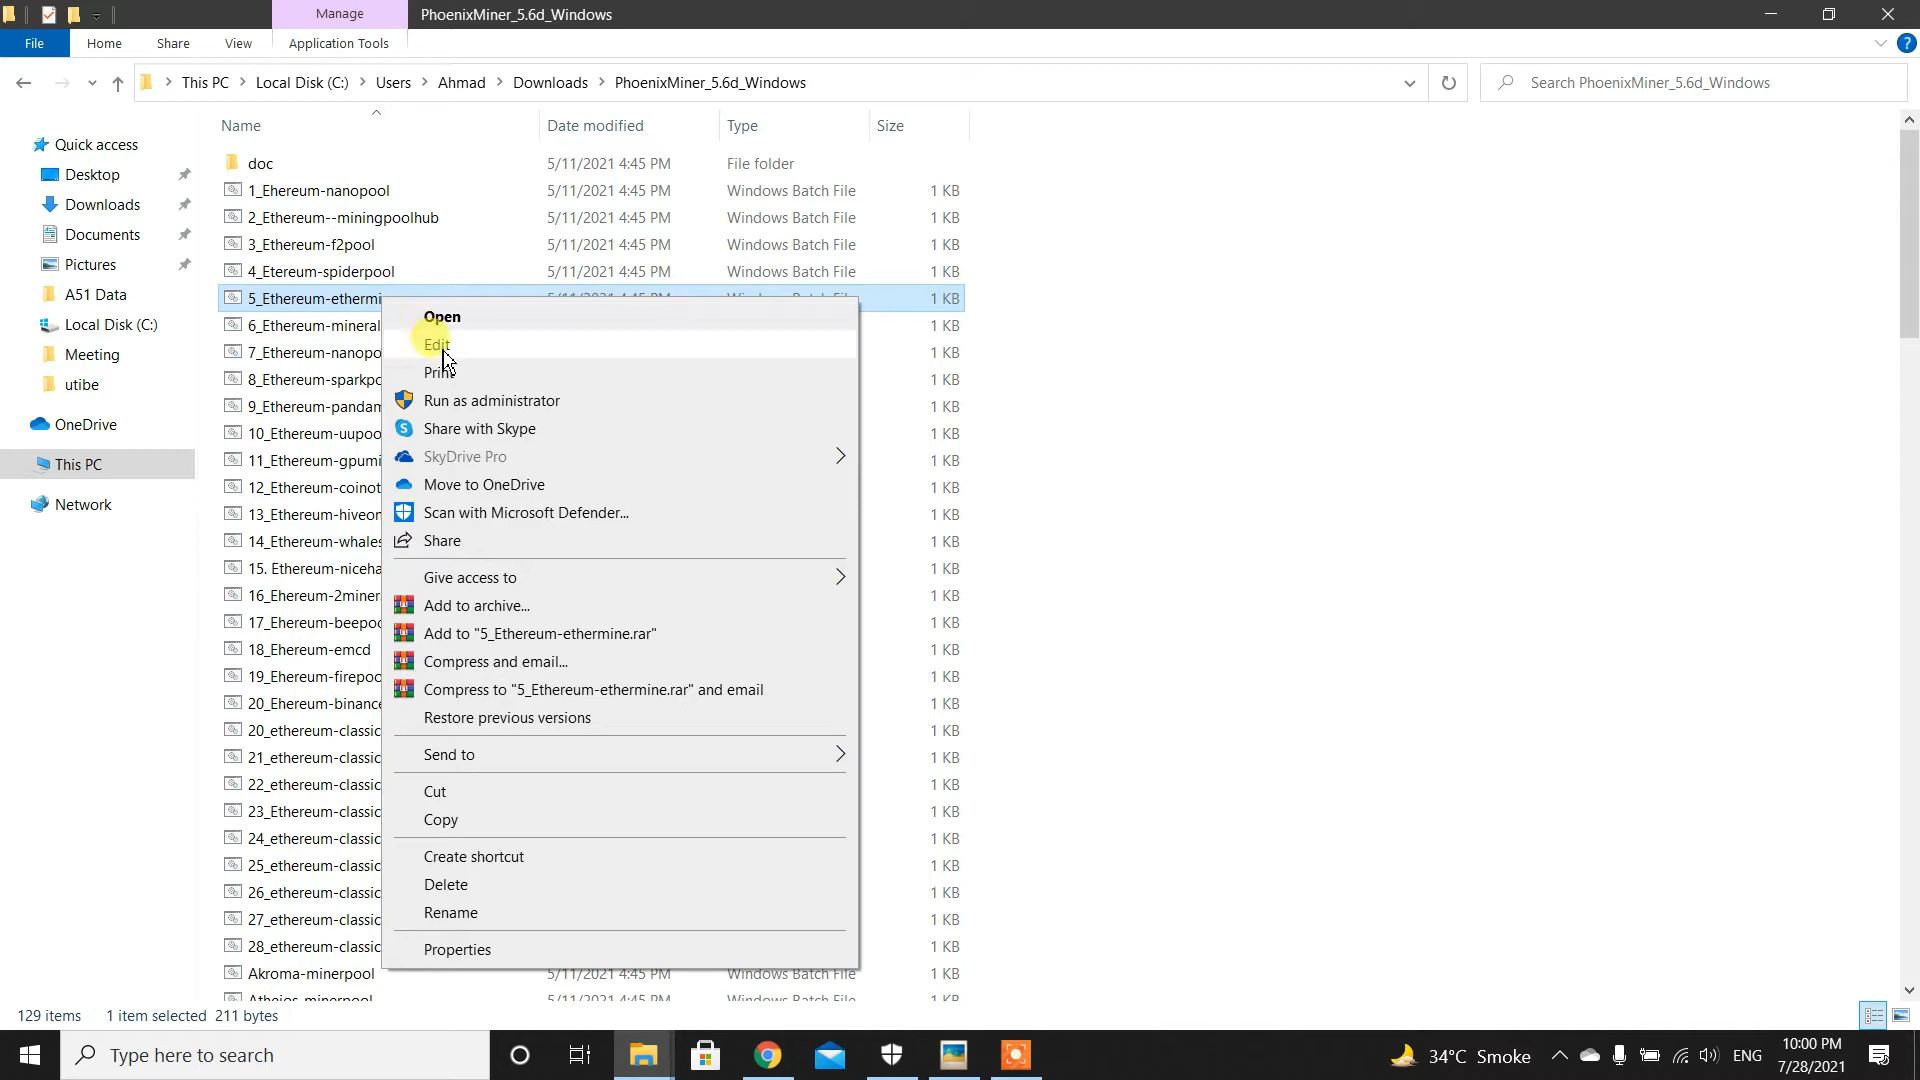 Manage
PhoenixMiner_5.6d_Windows
File
Home
Share
View
Application Tools
This PC
Local Disk (C:)
Users
Ahmad
Downloads
PhoenixMiner_5.6d_Windows
Search PhoenixMiner_5.6d_Windows
Name
Date modified
Type
Size
Quick access
Desktop
Downloads
Documents
Pictures
A51 Data
Local Disk (C:)
Meeting
utibe
OneDrive
This PC
Network
doc 5/11/2021 4:45 PM File folder
1_Ehereum-nanopool 5/11/2021 4:45 PM Windows Batch File 1 KB
2_Ethereum--miningpoolhub 5/11/2021 4:45 PM Windows Batch File 1 KB
3_Ethereum-f2pool 5/11/2021 4:45 PM Windows Batch File 1 KB
4_Etereum-spiderpool 5/11/2021 4:45 PM Windows Batch File 1 KB
5_Ethereum-ethermi 5/11/2021 4:45 PM Windows Batch File 1 KB
6_Ethereum-mineral 1 KB
7_Ethereum-nanopo 1 KB
8_Ethereum-sparkpo 1 KB
9_Ethereum-pandam 1 KB
10_Ethereum-uupoo 1 KB
11_Ethereum-gpumi 1 KB
12_Ethereum-coinot 1 KB
13_Ethereum-hiveon 1 KB
14_Ethereum-whales 1 KB
15. Ethereum-niceha 1 KB
16_Ehereum-2miner 1 KB
17_Ehereum-beepoo 1 KB
18_Ehereum-emcd 1 KB
19_Ehereum-firepoo 1 KB
20_Ehereum-binance 1 KB
20_ethereum-classic 1 KB
21_ethereum-classic 1 KB
22_ethereum-classic 1 KB
23_Ethereum-classic 1 KB
24_ethereum-classic 1 KB
25_ethereum-classic 1 KB
26_ethereum-classic 1 KB
27_ethereum-classic 1 KB
28_ethereum-classic 1 KB
Akroma-minerpool 5/11/2021 4:45 PM Windows Batch File 1 KB
Atheios-minerpool 5/11/2021 4:45 PM Windows Batch File 1 KB
Open
Edit
Print
Run as administrator
Share with Skype
SkyDrive Pro
Move to OneDrive
Scan with Microsoft Defender...
Share
Give access to
Add to archive...
Add to "5_Ethereum-ethermine.rar"
Compress and email...
Compress to "5_Ethereum-ethermine.rar" and email
Restore previous versions
Send to
Cut
Copy
Create shortcut
Delete
Rename
Properties
129 items 1 item selected 211 bytes
Type here to search
34°C Smoke
ENG
10:00 PM
7/28/2021